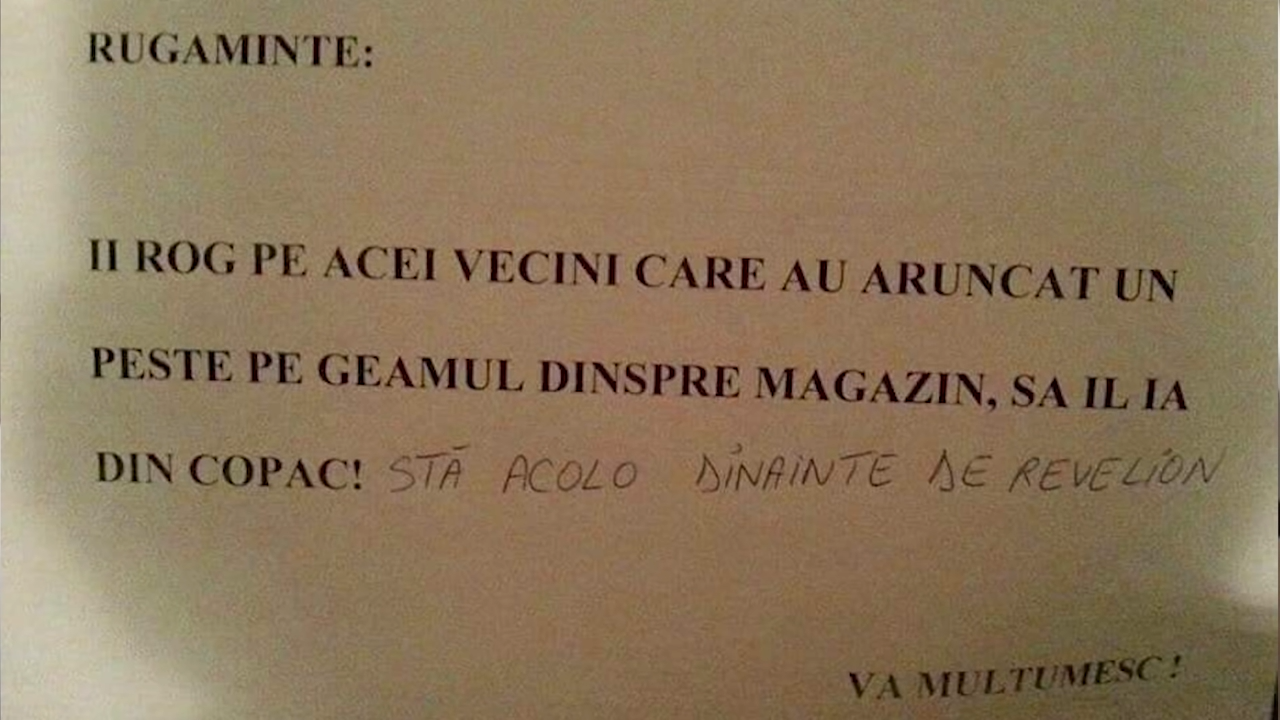 RUGAMINTE:
II ROG PE ACEI VECINI CARE AU ARUNCAT UN
PESTE PE GEAMUL DINSPRE MAGAZIN, SA IL IA
DIN COPAC! STĂ ACOLO DINAINTE DE REVELION
VA MULTUMESC!